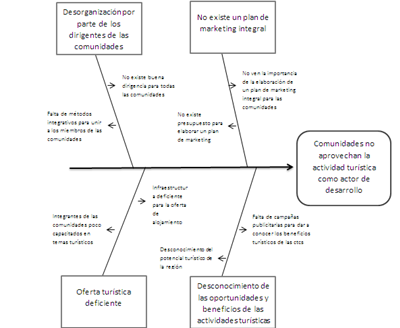 Desorganización por
parte de los
dirigentes de las
comunidades
No existe un plan de
marketing integral
No existe buena
dirigencia para todas
las comunidades
No ven la importancia
de la elaboración de
un plan de marketing
integral para las
comunidades
Falta de métodos
integrativos para unir
a los miembros de las
comunidades
No existe
presupuesto para
elaborar un plan
de marketing
Comunidades no
aprovechan la
actividad turística
como actor de
desarrollo
Infraestructur
a deficiente
para la oferta
de
alojamiento
Integrantes de las
comunidades poco
capacitados en
temas turísticos
Falta de campañas
publicitarias para dar a
conocer los beneficios
turísticos de las ctcs
Desconocimiento del
potencial turístico de
la región
Oferta turística
deficiente
Desconocimiento de
las oportunidades y
beneficios de las
actividades turísticas